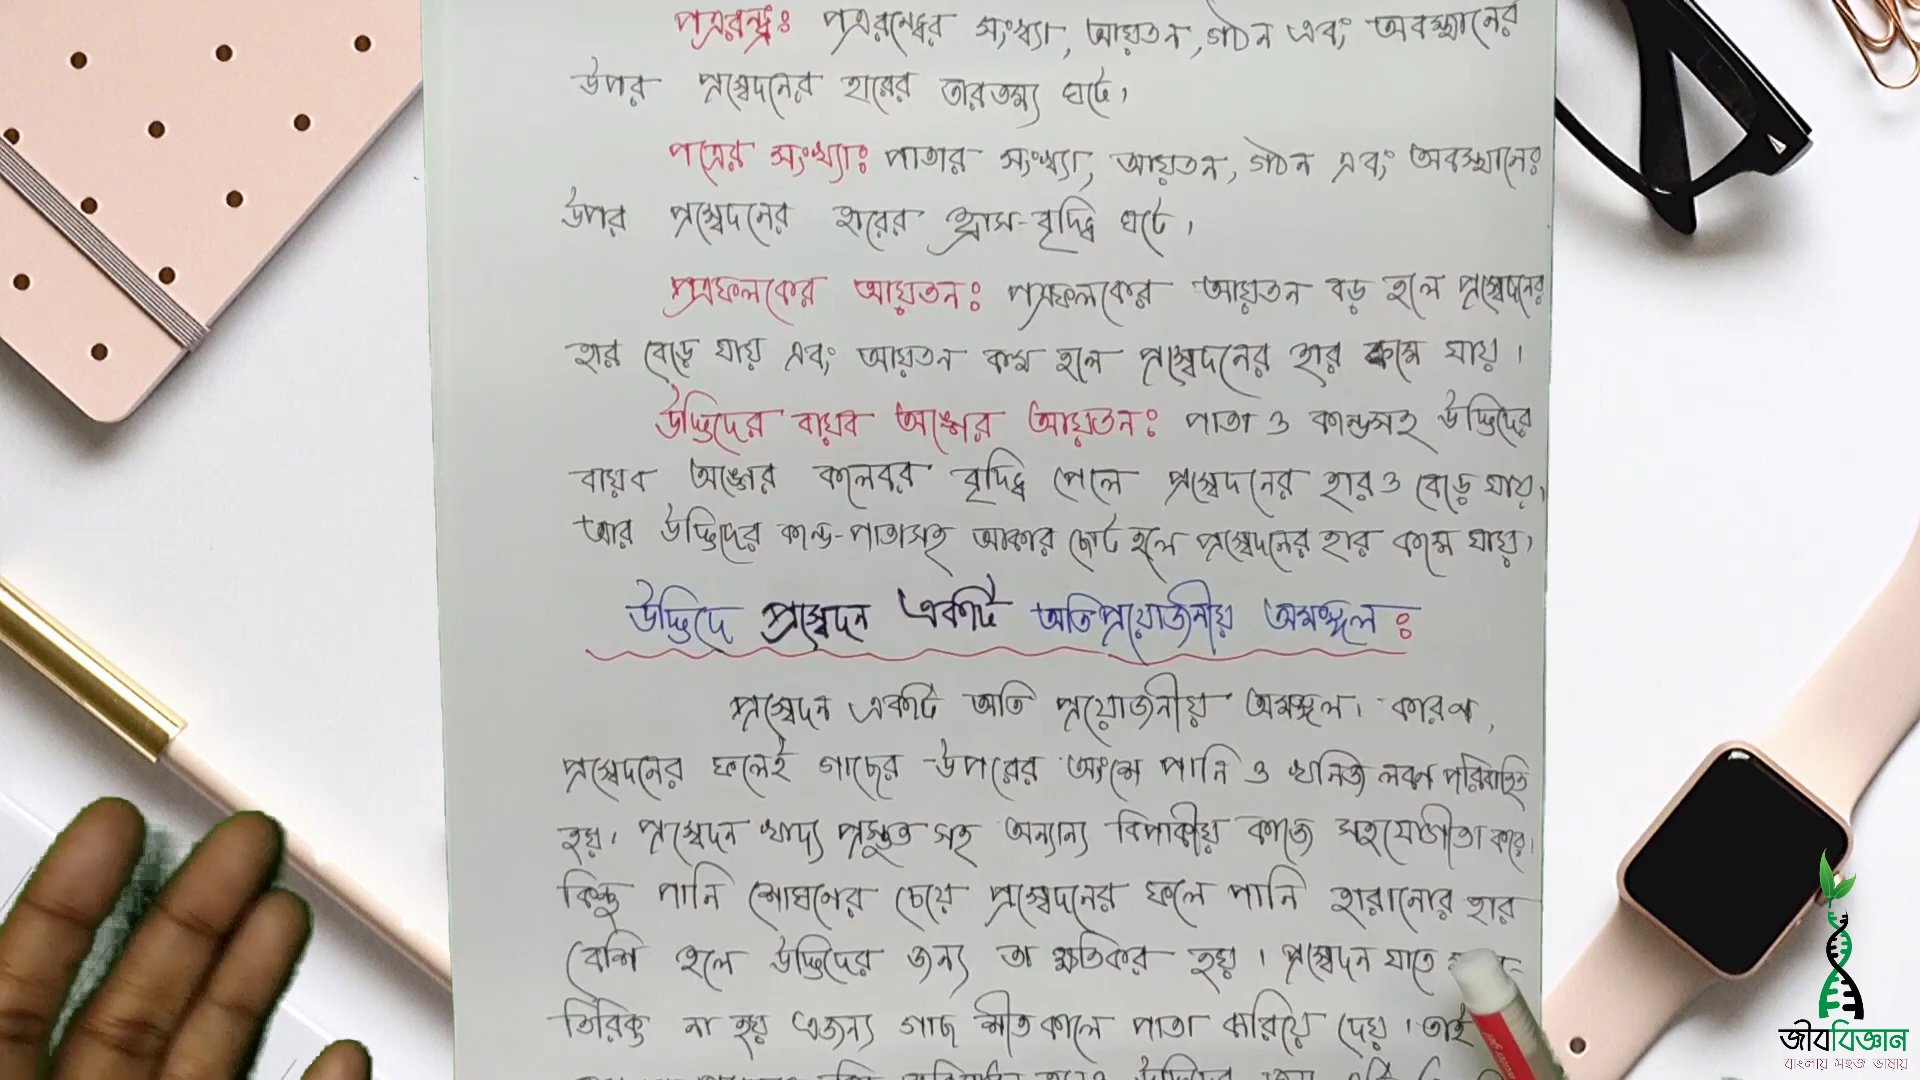 পত্ররন্ধ্রঃ পত্ররন্ধ্রের সংখ্যা, আয়তন, গঠন এবং অবস্থানের
উপর প্রস্বেদনের হারের তারতম্য ঘটে।
পত্রের সংখ্যাঃ পাতার সংখ্যা, আয়তন, গঠন এবং অবস্থানের
উপর প্রস্বেদনের হারের হ্রাস-বৃদ্ধি ঘটে।
পত্রফলকের আয়তনঃ পত্রফলকের আয়তন বড় হলে প্রস্বেদনের
হার বেড়ে যায় এবং আয়তন কম হলে প্রস্বেদনের হার কমে যায়।
উদ্ভিদের বায়ব অঙ্গের আয়তনঃ পাতা ও কান্ডসহ উদ্ভিদের
বায়ব অঙ্গের কলেবর বৃদ্ধি পেলে প্রস্বেদনের হারও বেড়ে যায়,
আর উদ্ভিদের কান্ড-পাতাসহ আকার ছোট হলে প্রস্বেদনের হার কমে যায়।
উদ্ভিদে প্রস্বেদন একটি অতিপ্রয়োজনীয় অমঙ্গলঃ
প্রস্বেদন একটি অতি প্রয়োজনীয় অমঙ্গল। কারণ,
প্রস্বেদনের ফলেই গাছের উপরের অংশে পানি ও খনিজ লবণ পরিবাহিত
হয়। প্রস্বেদন খাদ্য প্রস্তুত সহ অন্যান্য বিপাকীয় কাজে সহযোগীতা করে।
কিন্তু পানি শোষণের চেয়ে প্রস্বেদনের ফলে পানি হারানোর হার
বেশি হলে উদ্ভিদের জন্য তা ক্ষতিকর হয়। প্রস্বেদন যাতে
তিরিক্ত না হয় এজন্য গাছ শীতকালে পাতা ঝরিয়ে দেয়। তাই
জীববিজ্ঞান
বাংলায় সহজ ভাষায়